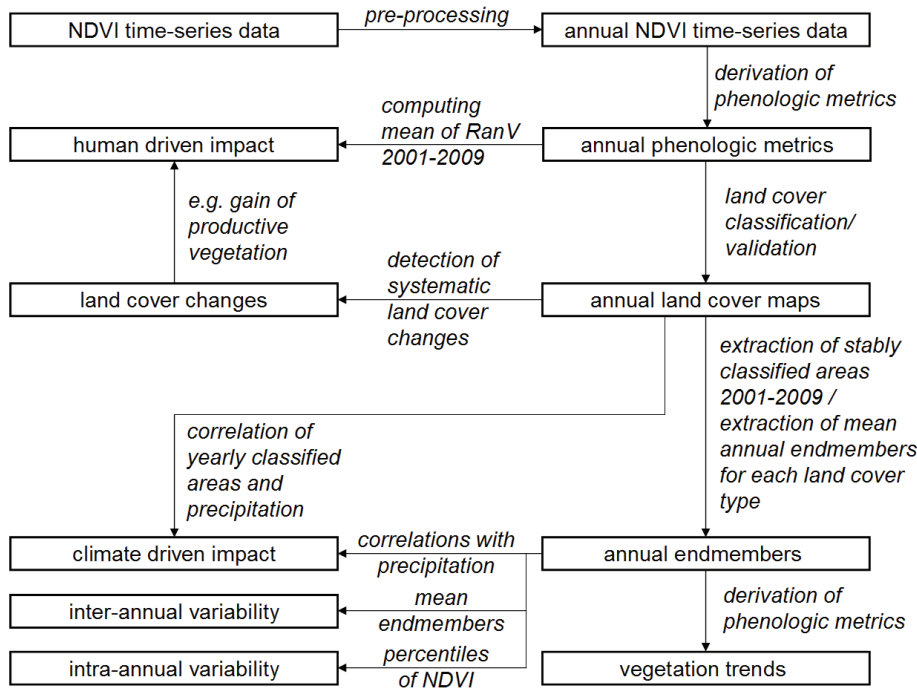 NDVI time-series data
pre-processing
annual NDVI time-series data
derivation of
phenologic metrics
computing
mean of RanV
2001-2009
human driven impact
annual phenologic metrics
e.g. gain of
productive
vegetation
land cover
classification/
validation
detection of
systematic
land cover
changes
land cover changes
annual land cover maps
extraction of stably
classified areas
2001-2009 /
extraction of mean
annual endmembers
for each land cover
type
correlation of
yearly classified
areas and
precipitation
climate driven impact
correlations with
precipitation
annual endmembers
inter-annual variability
mean
endmembers
derivation of
phenologic metrics
intra-annual variability
percentiles
of NDVI
vegetation trends